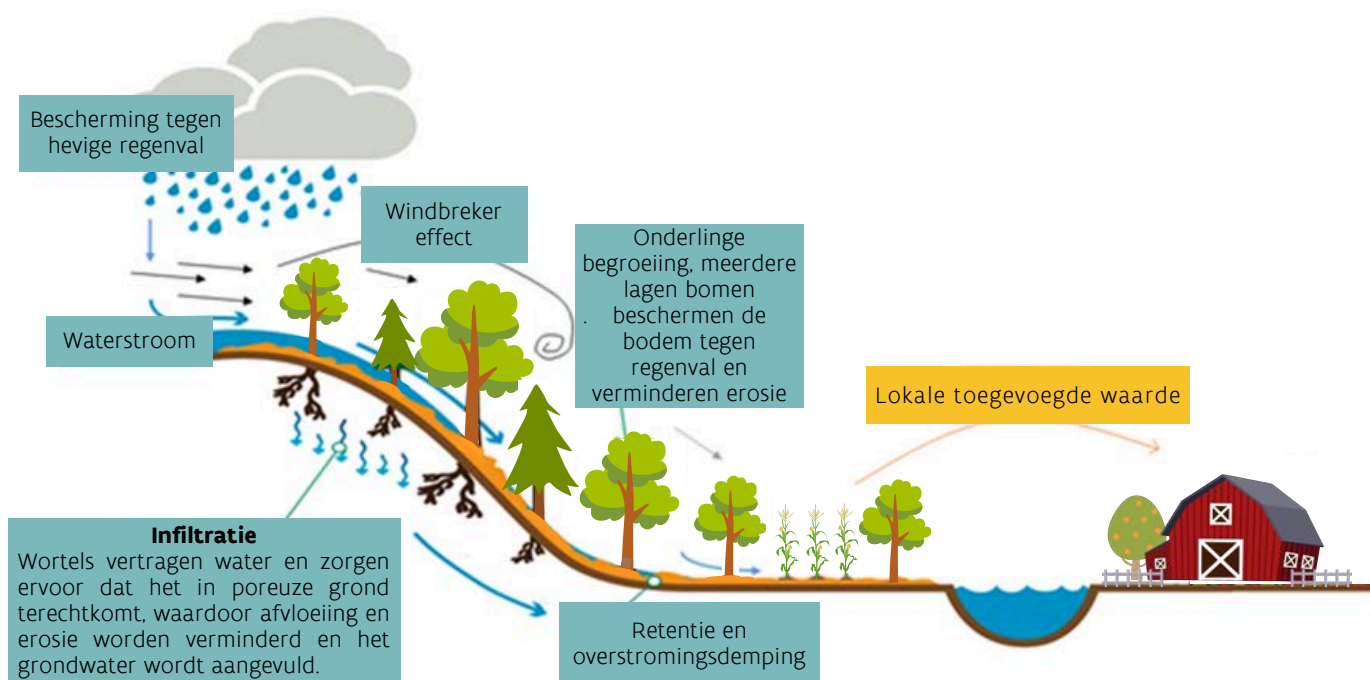 Bescherming tegen
hevige regenval
Windbreker
effect
Onderlinge
begroeiing, meerdere
lagen bomen
. beschermen de
bodem tegen
regenval en
verminderen erosie
Waterstroom
Lokale toegevoegde waarde
Infiltratie
Wortels vertragen water en zorgen
ervoor dat het in poreuze grond
terechtkomt, waardoor afvloeiing en
erosie worden verminderd en het
grondwater wordt aangevuld.
Retentie en
overstromingsdemping